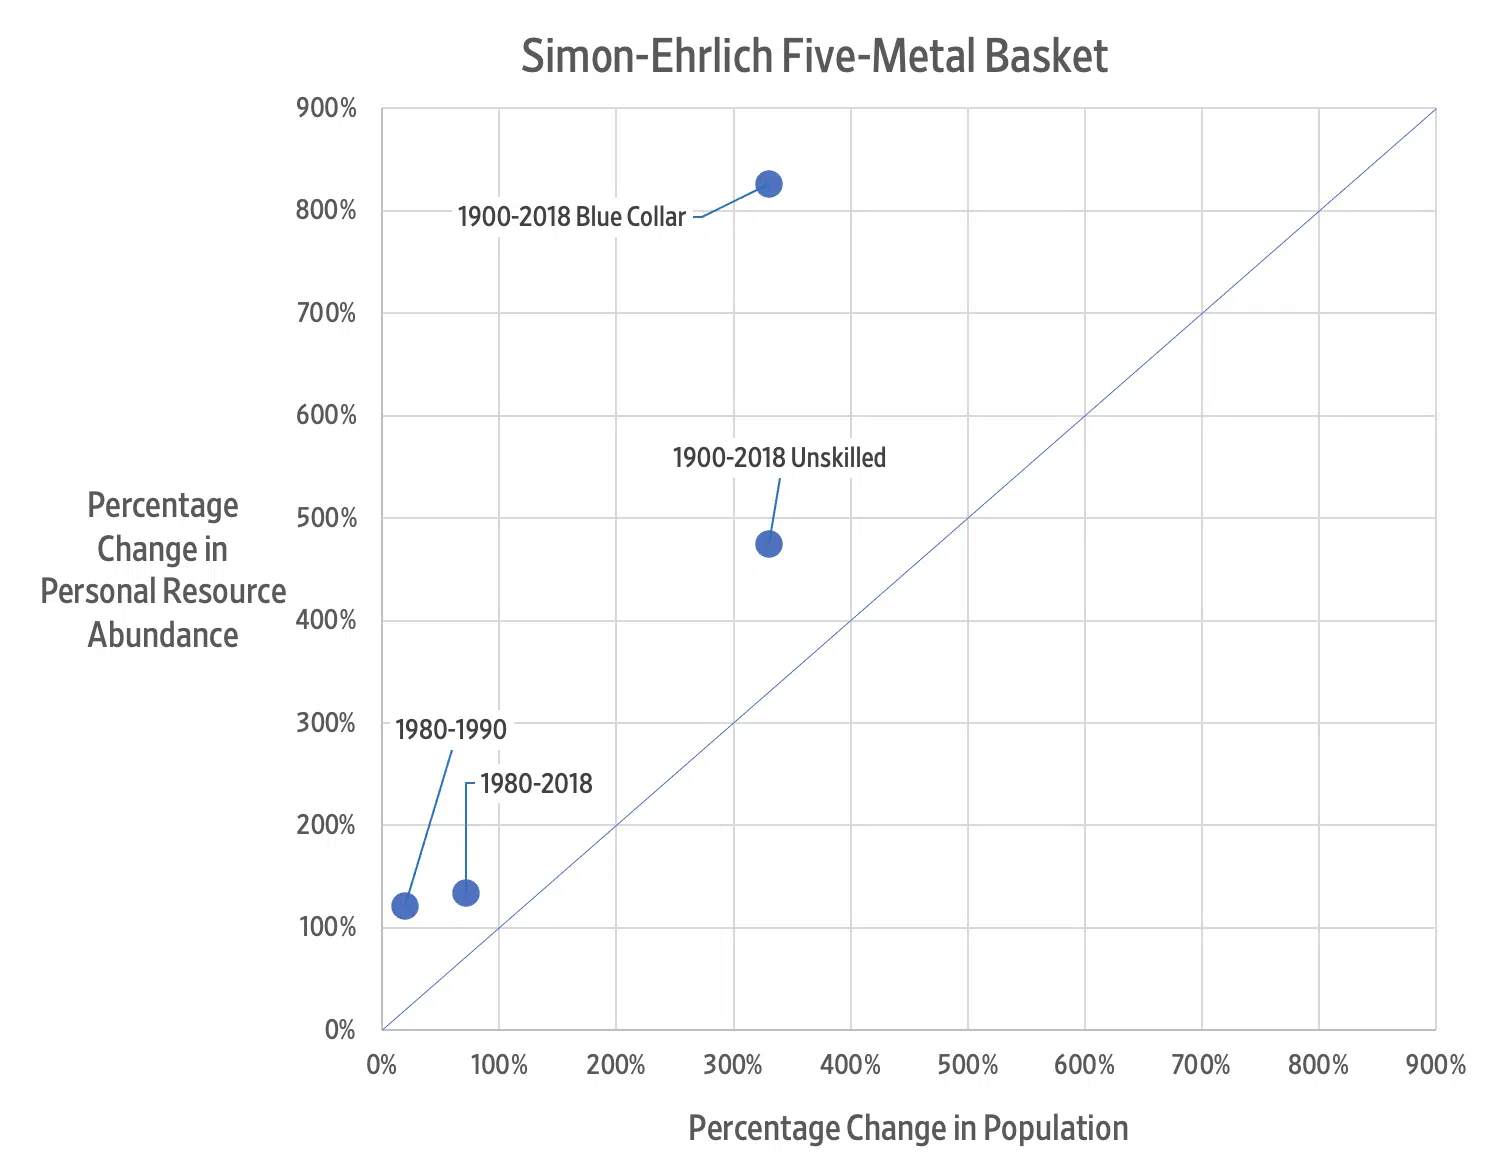 Simon-Ehrlich Five-Metal Basket
900%
800%
700%
600%
500%
400%
300%
200%
100%
0%
1900-2018 Blue Collar
1900-2018 Unskilled
1980-1990
1980-2018
Percentage
Change in
Personal Resource
Abundance
0% 100% 200% 300% 400% 500% 600% 700% 800% 900%
Percentage Change in Population